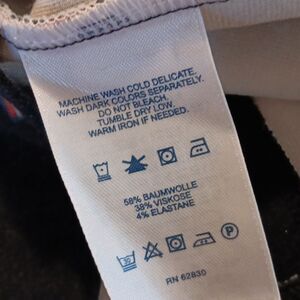 MACHINE WASH COLD DELICATE.
WASH DARK COLORS SEPARATELY.
DO NOT BLEACH.
TUMBLE DRY LOW.
WARM IRON IF NEEDED.
58% BAUMWOLLE
38% VISKOSE
4% ELASTANE
30
P
RN 62830